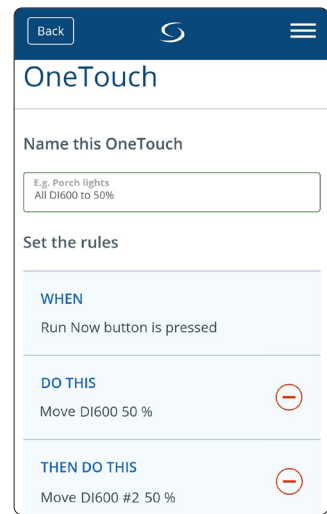 Back
OneTouch
Name this OneTouch
E.g. Porch lights
All DI600 to 50%
Set the rules
WHEN
Run Now button is pressed
DO THIS
Move DI600 50 %
THEN DO THIS
Move DI600 #2 50 %